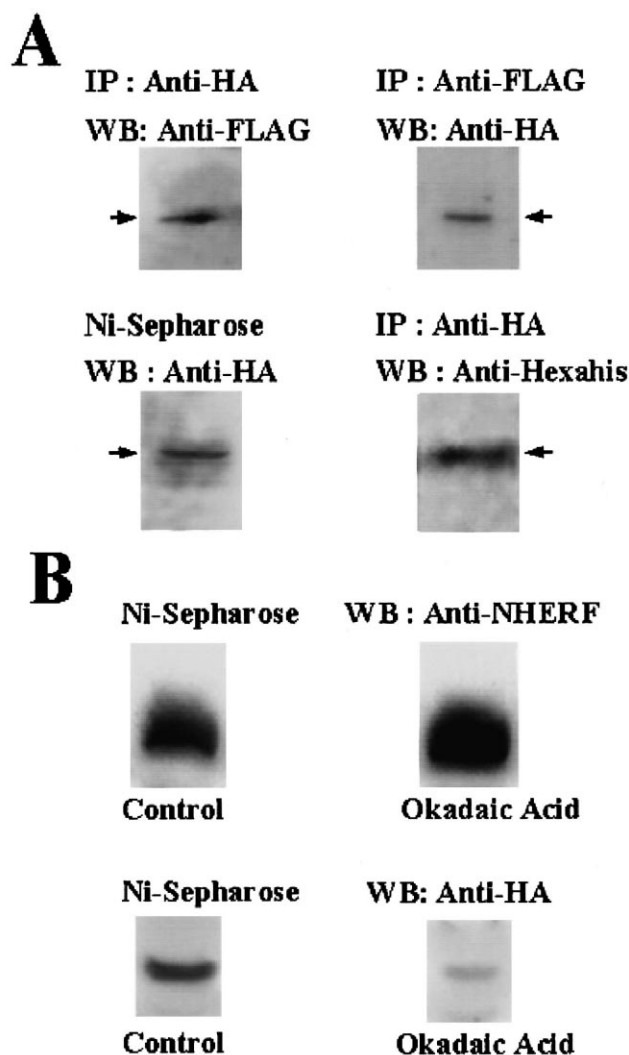 A
IP : Anti-HA
WB: Anti-FLAG
IP : Anti-FLAG
WB: Anti-HA
Ni-Sepharose
WB : Anti-HA
IP : Anti-HA
WB : Anti-Hexahis
B
Ni-Sepharose WB : Anti-NHERF
Control Okadaic Acid
Ni-Sepharose WB: Anti-HA
Control Okadaic Acid